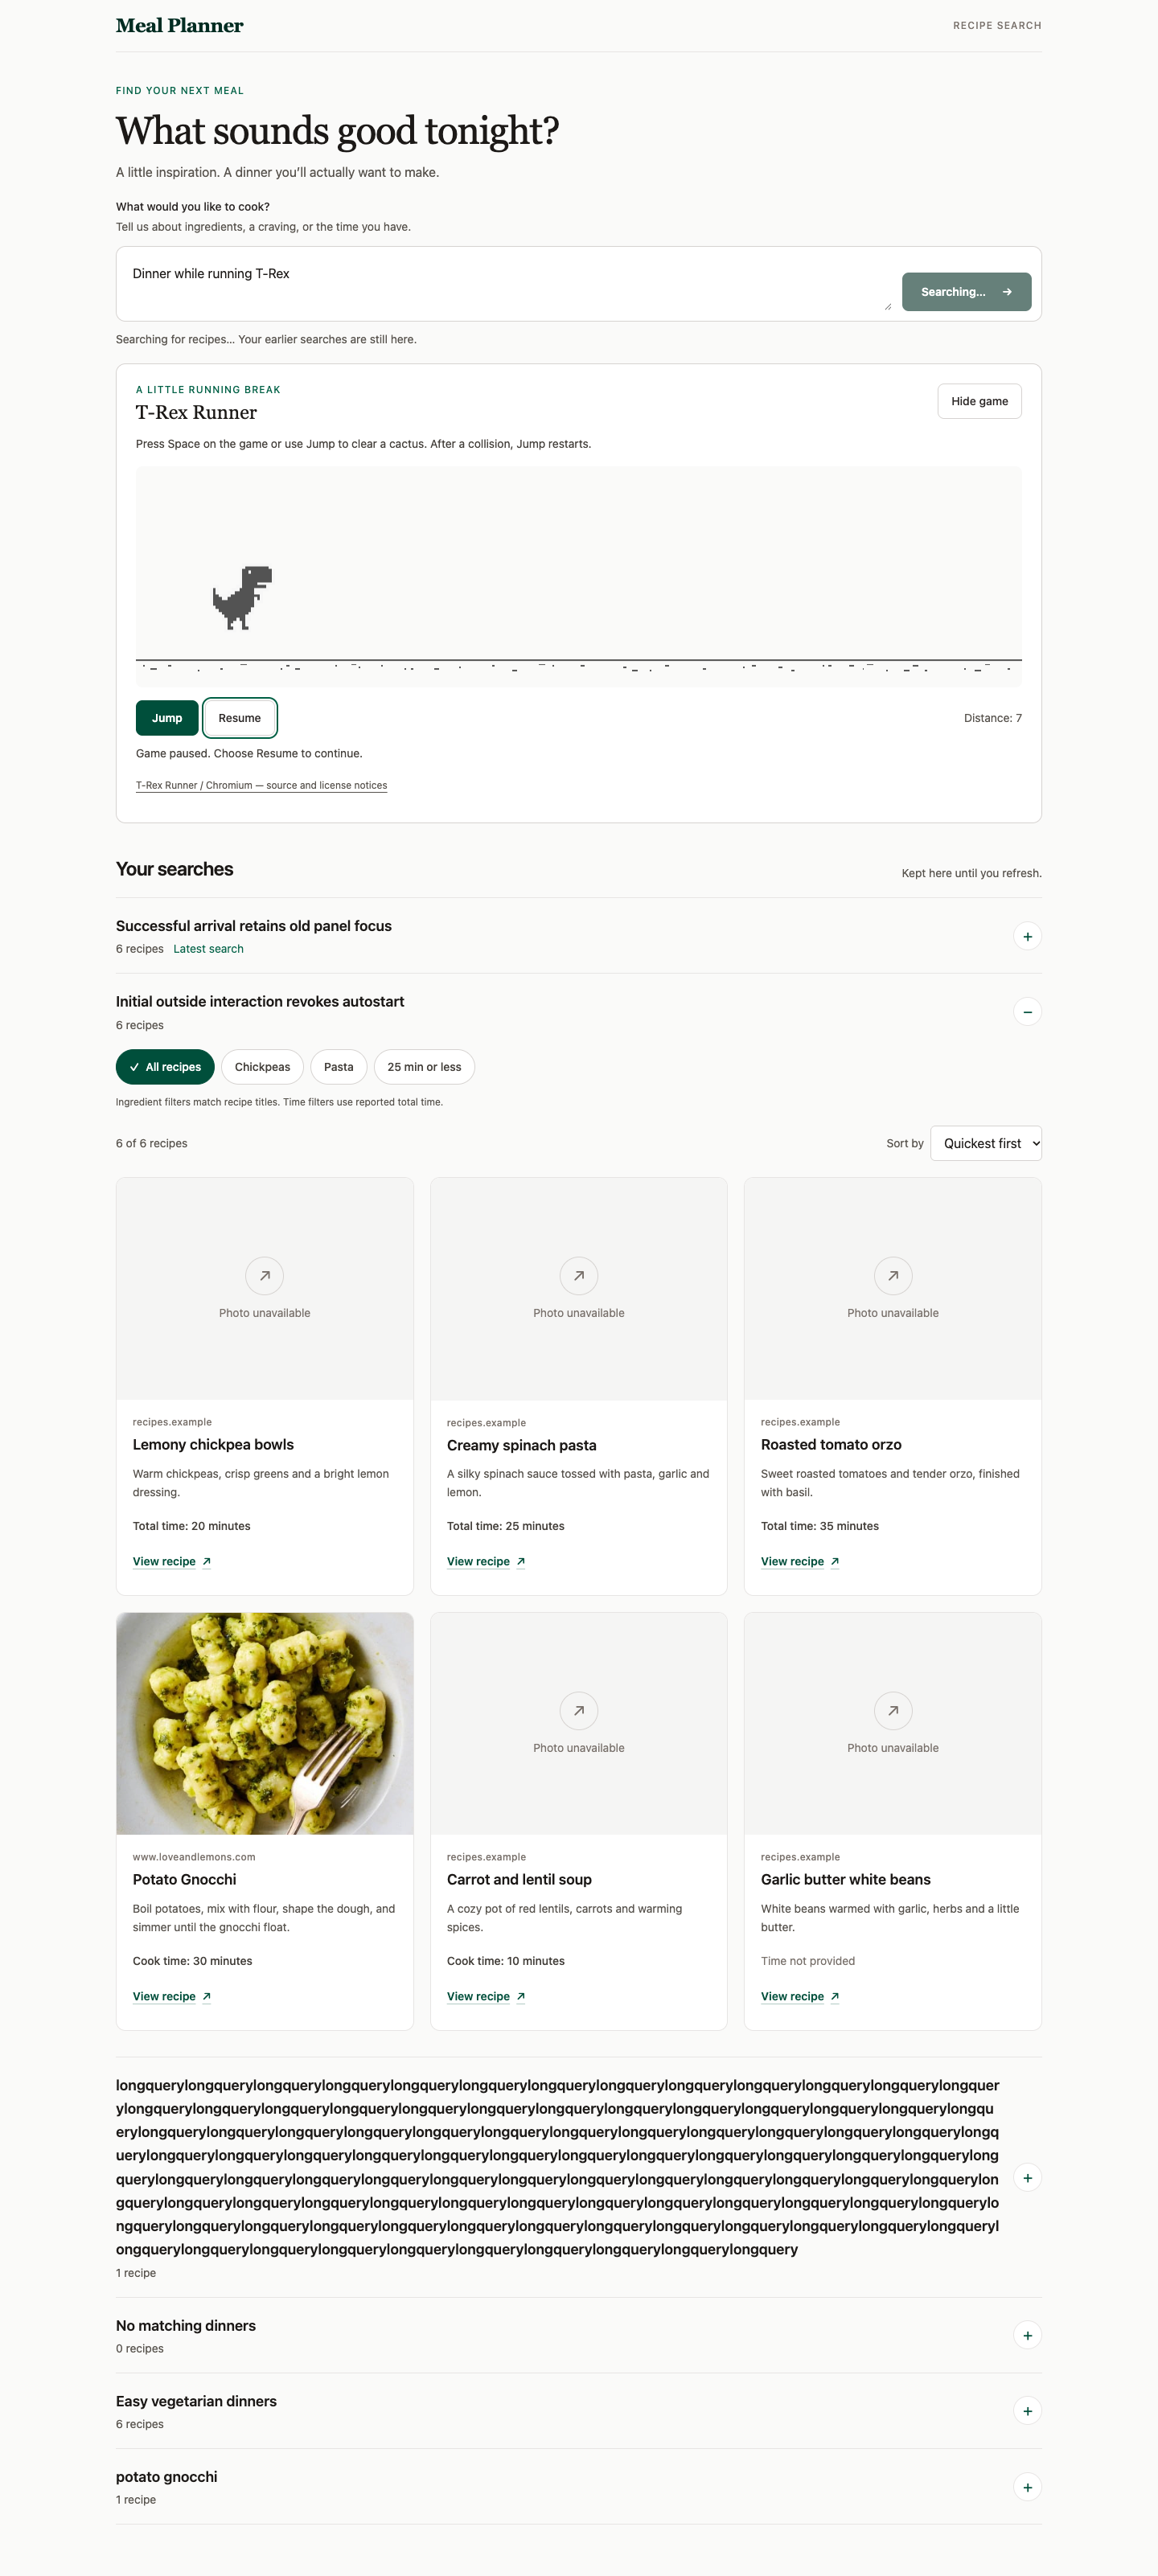 Meal Planner
RECIPE SEARCH
FIND YOUR NEXT MEAL
What sounds good tonight?
A little inspiration. A dinner you’ll actually want to make.
What would you like to cook?
Tell us about ingredients, a craving, or the time you have.
Dinner while running T-Rex
Searching... →
Searching for recipes… Your earlier searches are still here.
A LITTLE RUNNING BREAK
T-Rex Runner
Hide game
Press Space on the game or use Jump to clear a cactus. After a collision, Jump restarts.
Jump
Resume
Distance: 7
Game paused. Choose Resume to continue.
T-Rex Runner / Chromium — source and license notices
Your searches
Kept here until you refresh.
Successful arrival retains old panel focus
6 recipes Latest search
+
Initial outside interaction revokes autostart
6 recipes
−
✓ All recipes
Chickpeas
Pasta
25 min or less
Ingredient filters match recipe titles. Time filters use reported total time.
6 of 6 recipes
Sort by
Quickest first
Photo unavailable
Photo unavailable
Photo unavailable
recipes.example
Lemony chickpea bowls
Warm chickpeas, crisp greens and a bright lemon
dressing.
Total time: 20 minutes
View recipe ↗
recipes.example
Creamy spinach pasta
A silky spinach sauce tossed with pasta, garlic and
lemon.
Total time: 25 minutes
View recipe ↗
recipes.example
Roasted tomato orzo
Sweet roasted tomatoes and tender orzo, finished
with basil.
Total time: 35 minutes
View recipe ↗
Photo unavailable
Photo unavailable
www.loveandlemons.com
Potato Gnocchi
Boil potatoes, mix with flour, shape the dough, and
simmer until the gnocchi float.
Cook time: 30 minutes
View recipe ↗
recipes.example
Carrot and lentil soup
A cozy pot of red lentils, carrots and warming
spices.
Cook time: 10 minutes
View recipe ↗
recipes.example
Garlic butter white beans
White beans warmed with garlic, herbs and a little
butter.
Time not provided
View recipe ↗
longquerylongquerylongquerylongquerylongquerylongquerylongquerylongquerylongquerylongquerylongquerylongquerylongquer
ylongquerylongquerylongquerylongquerylongquerylongquerylongquerylongquerylongquerylongquerylongquerylongquerylongqu
erylongquerylongquerylongquerylongquerylongquerylongquerylongquerylongquerylongquerylongquerylongquerylongquerylongq
uerylongquerylongquerylongquerylongquerylongquerylongquerylongquerylongquerylongquerylongquerylongquerylongquerylong
querylongquerylongquerylongquerylongquerylongquerylongquerylongquerylongquerylongquerylongquerylongquerylongquerylon
gquerylongquerylongquerylongquerylongquerylongquerylongquerylongquerylongquerylongquerylongquerylongquerylongquerylo
ngquerylongquerylongquerylongquerylongquerylongquerylongquerylongquerylongquerylongquerylongquerylongquerylongqueryl
ongquerylongquerylongquerylongquerylongquerylongquerylongquerylongquerylongquerylongquery
1 recipe
+
No matching dinners
0 recipes
+
Easy vegetarian dinners
6 recipes
+
potato gnocchi
1 recipe
+